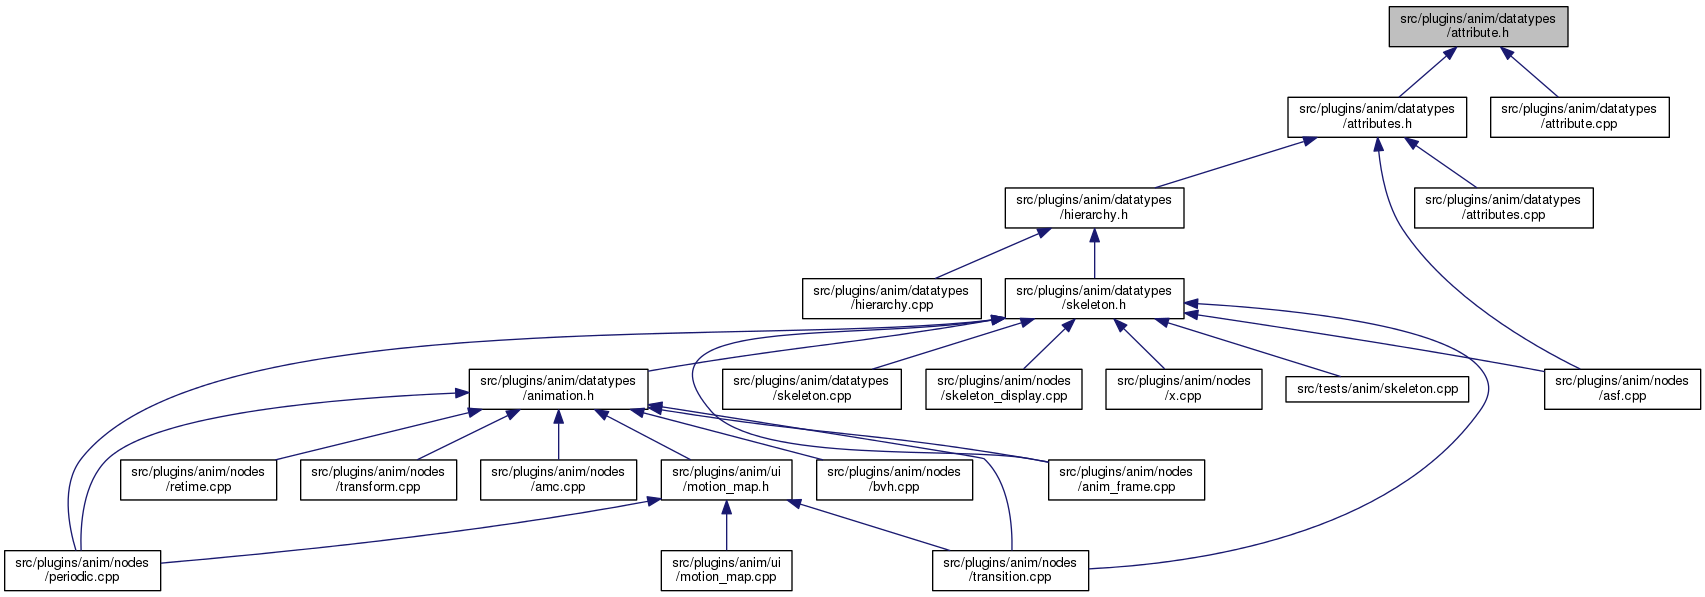 src/plugins/anim/datatypes
/attribute.h
src/plugins/anim/datatypes
/attributes.h
src/plugins/anim/datatypes
/attribute.cpp
src/plugins/anim/datatypes
/hierarchy.h
src/plugins/anim/datatypes
/attributes.cpp
src/plugins/anim/datatypes
/hierarchy.cpp
src/plugins/anim/datatypes
/skeleton.h
src/plugins/anim/datatypes
/animation.h
src/plugins/anim/datatypes
/skeleton.cpp
src/plugins/anim/nodes
/skeleton_display.cpp
src/plugins/anim/nodes
/x.cpp
src/tests/anim/skeleton.cpp
src/plugins/anim/nodes
/asf.cpp
src/plugins/anim/nodes
/retime.cpp
src/plugins/anim/nodes
/transform.cpp
src/plugins/anim/nodes
/amc.cpp
src/plugins/anim/ui
/motion_map.h
src/plugins/anim/nodes
/bvh.cpp
src/plugins/anim/nodes
/anim_frame.cpp
src/plugins/anim/nodes
/periodic.cpp
src/plugins/anim/ui
/motion_map.cpp
src/plugins/anim/nodes
/transition.cpp